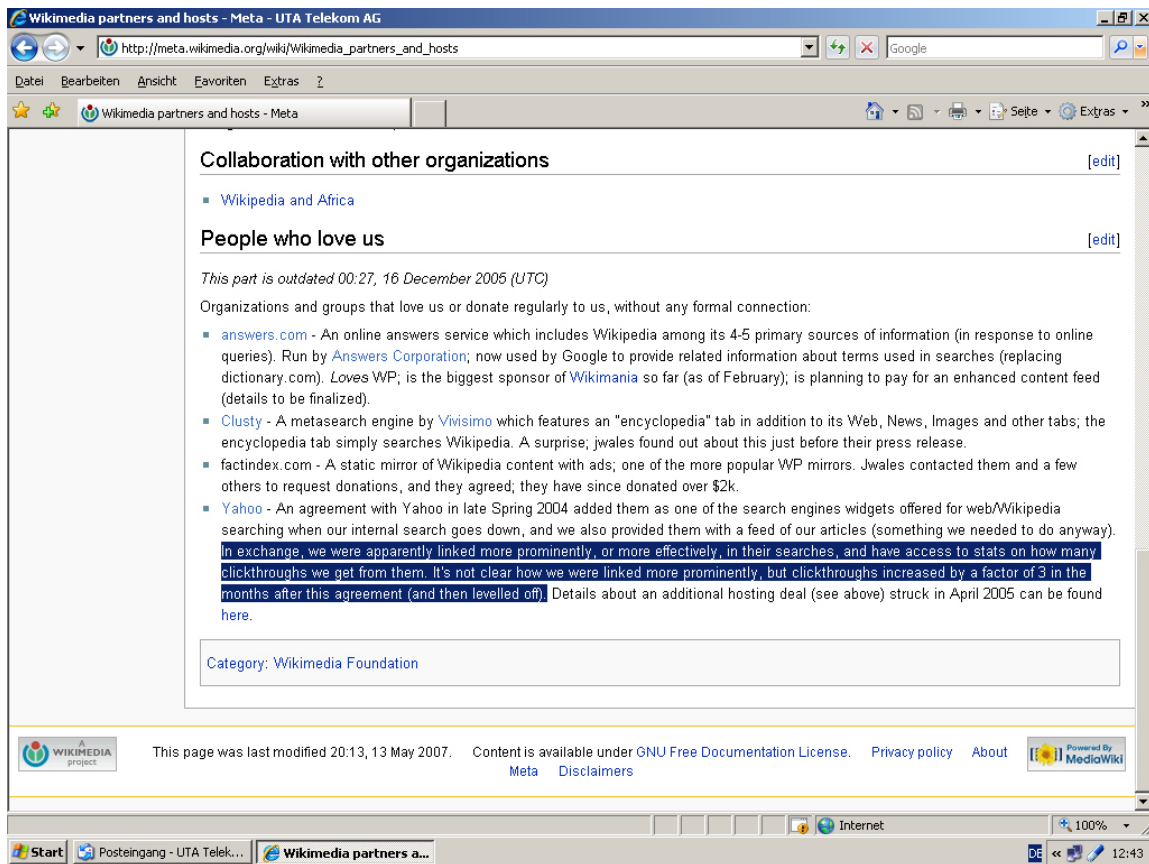 Wikimedia partners and hosts - Meta - UTA Telekom AG
http://meta.wikimedia.org/wiki/Wikimedia_partners_and_hosts
Google
Datei Bearbeiten Ansicht Favoriten Extras ?
Wikimedia partners and hosts - Meta
Seite Extras
Collaboration with other organizations [edit]
Wikipedia and Africa
People who love us [edit]
This part is outdated 00:27, 16 December 2005 (UTC)
Organizations and groups that love us or donate regularly to us, without any formal connection:
answers.com - An online answers service which includes Wikipedia among its 4-5 primary sources of information (in response to online
queries). Run by Answers Corporation; now used by Google to provide related information about terms used in searches (replacing
dictionary.com). Loves WP; is the biggest sponsor of Wikimania so far (as of February); is planning to pay for an enhanced content feed
(details to be finalized).
Clusty - A metasearch engine by Vivisimo which features an "encyclopedia" tab in addition to its Web, News, Images and other tabs; the
encyclopedia tab simply searches Wikipedia. A surprise; jwales found out about this just before their press release.
factindex.com - A static mirror of Wikipedia content with ads; one of the more popular WP mirrors. Jwales contacted them and a few
others to request donations, and they agreed; they have since donated over $2k.
Yahoo - An agreement with Yahoo in late Spring 2004 added them as one of the search engines widgets offered for web/Wikipedia
searching when our internal search goes down, and we also provided them with a feed of our articles (something we needed to do anyway).
In exchange, we were apparently linked more prominently, or more effectively, in their searches, and have access to stats on how many
clickthroughs we get from them. It's not clear how we were linked more prominently, but clickthroughs increased by a factor of 3 in the
months after this agreement (and then levelled off). Details about an additional hosting deal (see above) struck in April 2005 can be found
here.
Category: Wikimedia Foundation
A WIKIMEDIA project
This page was last modified 20:13, 13 May 2007. Content is available under GNU Free Documentation License. Privacy policy About
Meta Disclaimers
Powered By MediaWiki
Internet 100%
Start Posteingang - UTA Telek... Wikimedia partners a... DE « 12:43